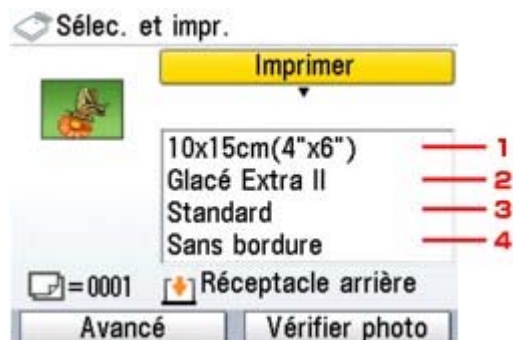 Sélec. et impr.
Imprimer
10x15cm(4"x6") 1
Glacé Extra II 2
Standard 3
Sans bordure 4
=0001 Réceptacle arrière
Avancé Vérifier photo